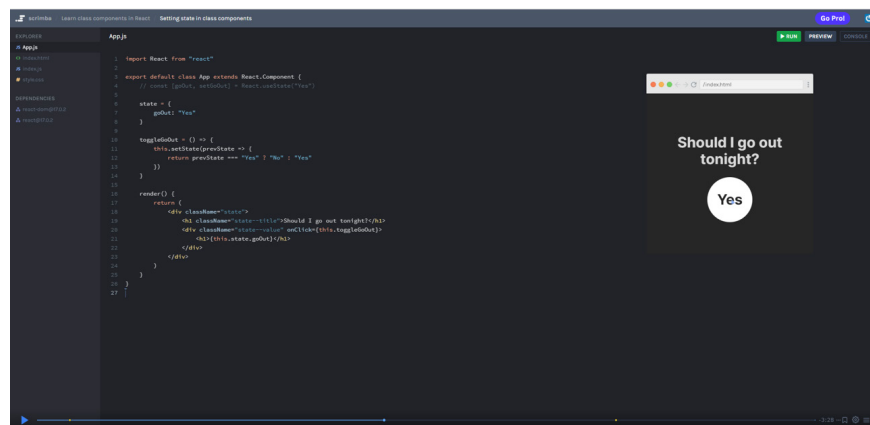 scrimba Learn class components in React Setting state in class components Go Pro!
EXPLORER App.js RUN PREVIEW CONSOLE
App.js
index.html
index.js
style.css
DEPENDENCIES
react-dom@17.0.2
react@17.0.2
1 import React from "react"
2
3 export default class App extends React.Component {
4 // const [goOut, setGoOut] = React.useState("Yes")
5
6 state = {
7 goOut: "Yes"
8 }
9
10 toggleGoOut = () => {
11 this.setState(prevState => {
12 return prevState === "Yes" ? "No" : "Yes"
13 })
14 }
15
16 render() {
17 return (
18 <div className="state">
19 <h1 className="state--title">Should I go out tonight?</h1>
20 <div className="state--value" onClick={this.toggleGoOut}>
21 <h1>{this.state.goOut}</h1>
22 </div>
23 </div>
24 )
25 }
26 }
27
/index.html
Should I go out
tonight?
Yes
-3:28